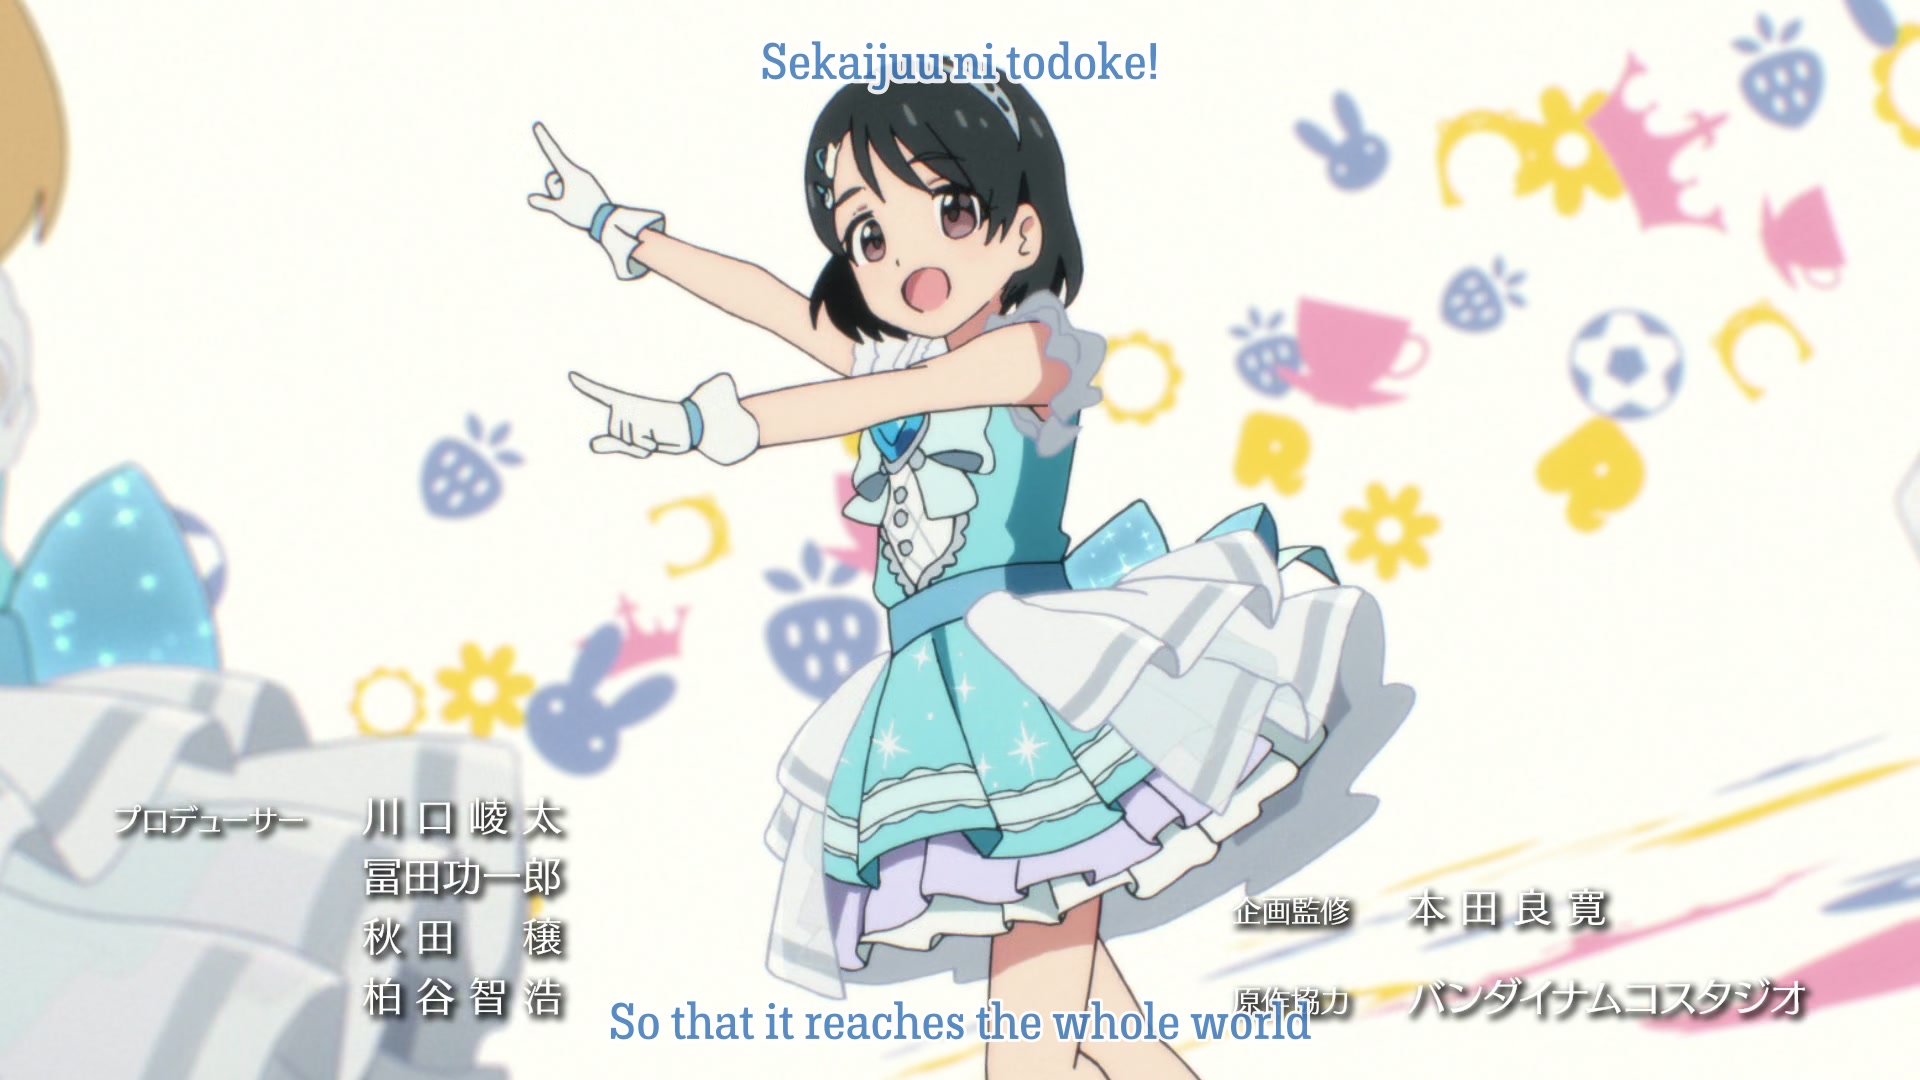 Sekaijuu ni todoke!
プロデューサー 川口崚太
冨田功一郎
秋田 穣
柏谷智浩
企画監修 本田良寛
原作協力 バンダイナムコスタジオ
So that it reaches the whole world